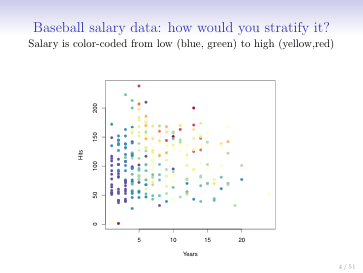 Baseball salary data: how would you stratify it?
Salary is color-coded from low (blue, green) to high (yellow,red)
200
150
Hits
100
50
0
5 10 15 20
Years
4 / 51